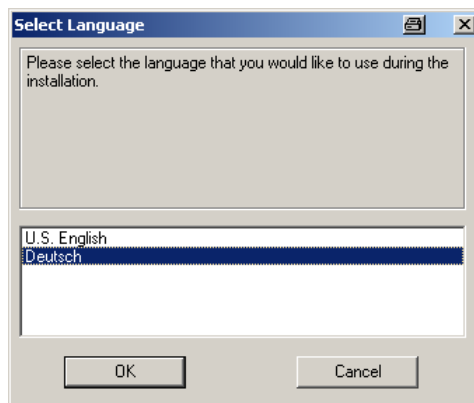 Select Language
Please select the language that you would like to use during the
installation.
U.S. English
Deutsch
OK
Cancel